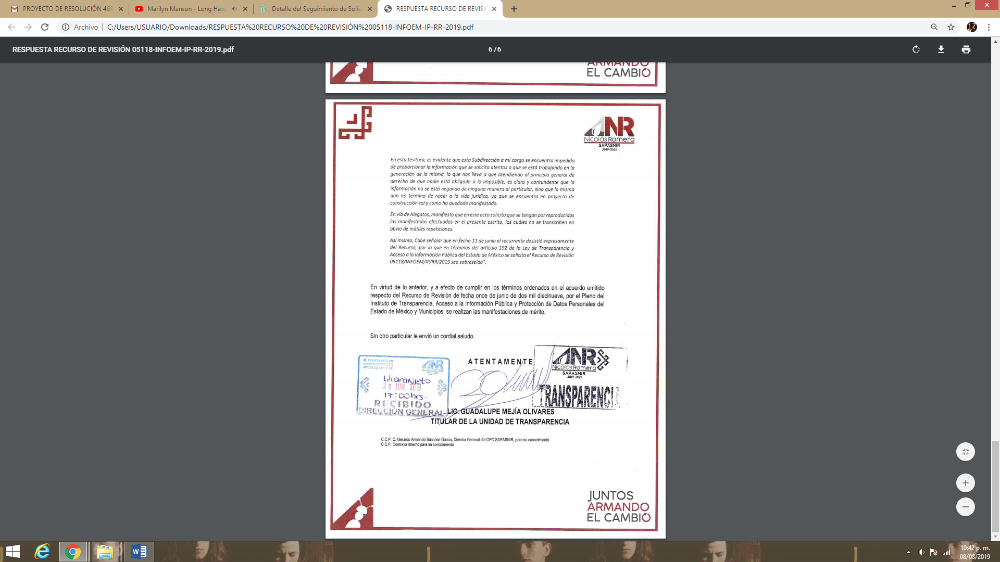 PROYECTO DE RESOLUCIÓN 468
Marilyn Manson - Long Hard
Detalle del Seguimiento de Solic
RESPUESTA RECURSO DE REVISIÓ
Archivo
C:/Users/USUARIO/Downloads/RESPUESTA%20RECURSO%20DE%20REVISIÓN%2005118-INFOEM-IP-RR-2019.pdf
RESPUESTA RECURSO DE REVISIÓN 05118-INFOEM-IP-RR-2019.pdf
6 / 6
ARMANDO
EL CAMBIO
NR
Nicolás Romero
SAPASNIR
2019-2021
En esta tesitura, es evidente que esta Subdirección a mi cargo se encuentra impedida
de proporcionar la información que se solicita atentos a que se está trabajando en la
generación de la misma, lo que nos lleva a que atendiendo al principio general de
derecho de que nadie está obligado a lo imposible, es claro y contundente que la
información no se está negando de ninguna manera al particular, sino que la misma
aún no termina de nacer a la vida jurídica, ya que se encuentra en proyecto de
construcción tal y como ha quedado manifestado.
En vía de Alegatos, manifiesto que en este acto solicito que se tengan por reproducidas
las manifestadas efectuadas en el presente escrito, las cuáles no se transcriben en
obvio de inútiles repeticiones.
Así mismo, Cabe señalar que en fecha 11 de junio el recurrente desistió expresamente
del Recurso, por lo que en términos del artículo 192 de la Ley de Transparencia y
Acceso a la Información Pública del Estado de México se solicita el Recurso de Revisión
05118/INFOEM/IP/RR/2019 sea sobreseído".
En virtud de lo anterior, y a efecto de cumplir en los términos ordenados en el acuerdo emitido
respecto del Recurso de Revisión de fecha once de junio de dos mil diecinueve, por el Pleno del
Instituto de Transparencia, Acceso a la Información Pública y Protección de Datos Personales del
Estado de México y Municipios, se realizan las manifestaciones de mérito.
Sin otro particular le envió un cordial saludo.
H. AYUNTAMIENTO
CONSTITUCIONAL
NICOLAS ROMERO
Liliana Nieto
20 JUN. 2019
17:00 hrs.
RECIBIDO
DIRECCIÓN GENERAL
ATENTAMENTE
NR
Nicolás Romero
SAPASNIR
2019-2021
TRANSPARENCIA
LIC. GUADALUPE MEJÍA OLIVARES
TITULAR DE LA UNIDAD DE TRANSPARENCIA
C.C.P. C. Gerardo Armando Sánchez García, Director General del OPD SAPASNIR, para su conocimiento.
C.C.P. Contralor Interno para su conocimiento
JUNTOS
ARMANDO
EL CAMBIO
10:42 p. m.
08/08/2019